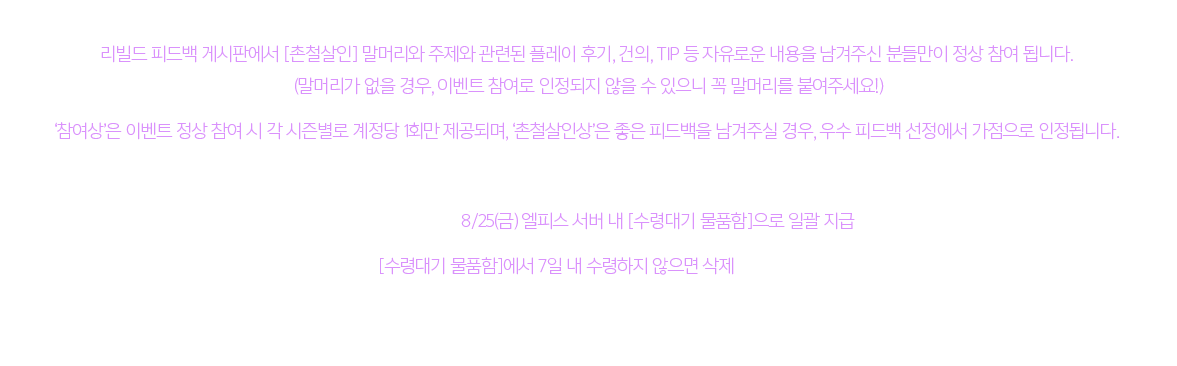 리빌드 피드백 게시판에서 [촌철살인] 말머리와 주제와 관련된 플레이 후기, 건의, TIP 등 자유로운 내용을 남겨주신 분들만이 정상 참여 됩니다.
(말머리가 없을 경우, 이벤트 참여로 인정되지 않을 수 있으니 꼭 말머리를 붙여주세요!)
‘참여상’은 이벤트 정상 참여 시 각 시즌별로 계정당 1회만 제공되며, ‘촌철살인상’은 좋은 피드백을 남겨주실 경우, 우수 피드백 선정에서 가점으로 인정됩니다.
8/25(금) 엘피스 서버 내 [수령대기 물품함]으로 일괄 지급
[수령대기 물품함]에서 7일 내 수령하지 않으면 삭제